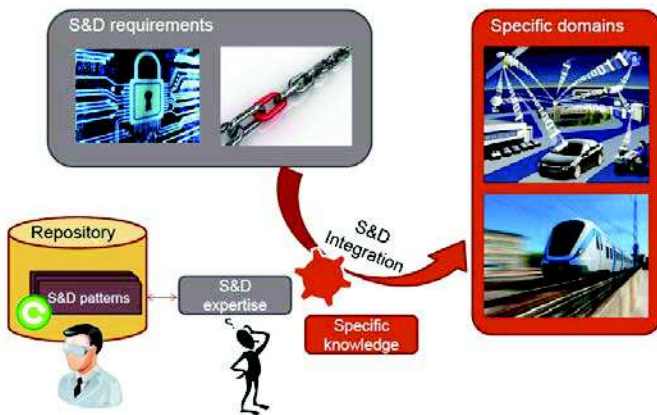 S&D requirements
Specific domains
S&D
Integration
Repository
S&D patterns
S&D
expertise
Specific
knowledge